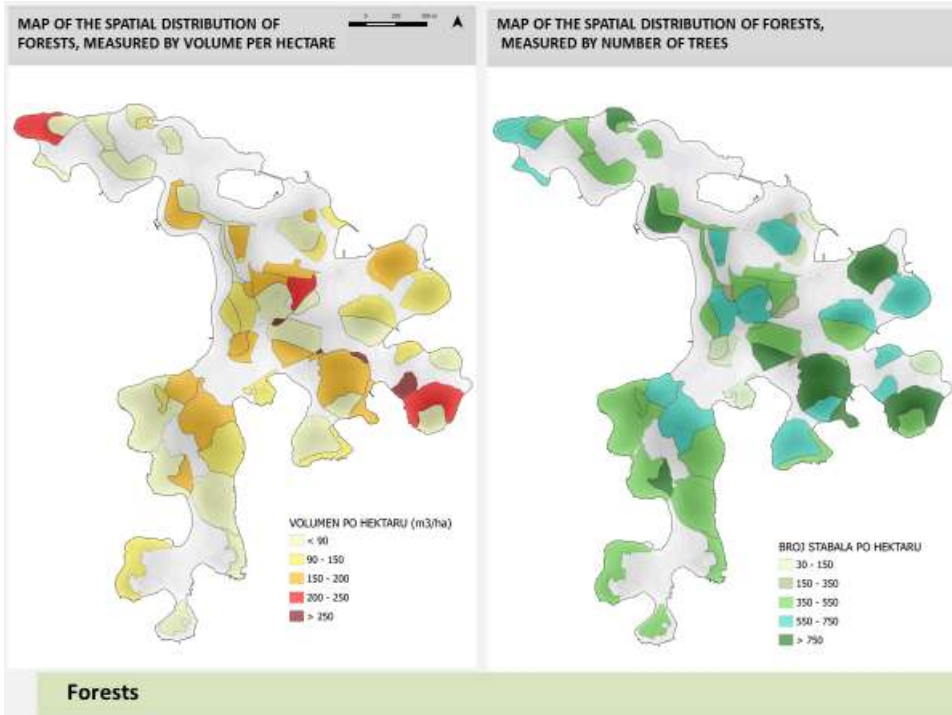 MAP OF THE SPATIAL DISTRIBUTION OF
FORESTS, MEASURED BY VOLUME PER HECTARE
MAP OF THE SPATIAL DISTRIBUTION OF FORESTS,
MEASURED BY NUMBER OF TREES
VOLUMEN PO HEKTARU (m3/ha)
< 90
90 - 150
150 - 200
200 - 250
> 250
BROJ STABALA PO HEKTARU
30 - 150
150 - 350
350 - 550
550 - 750
> 750
Forests